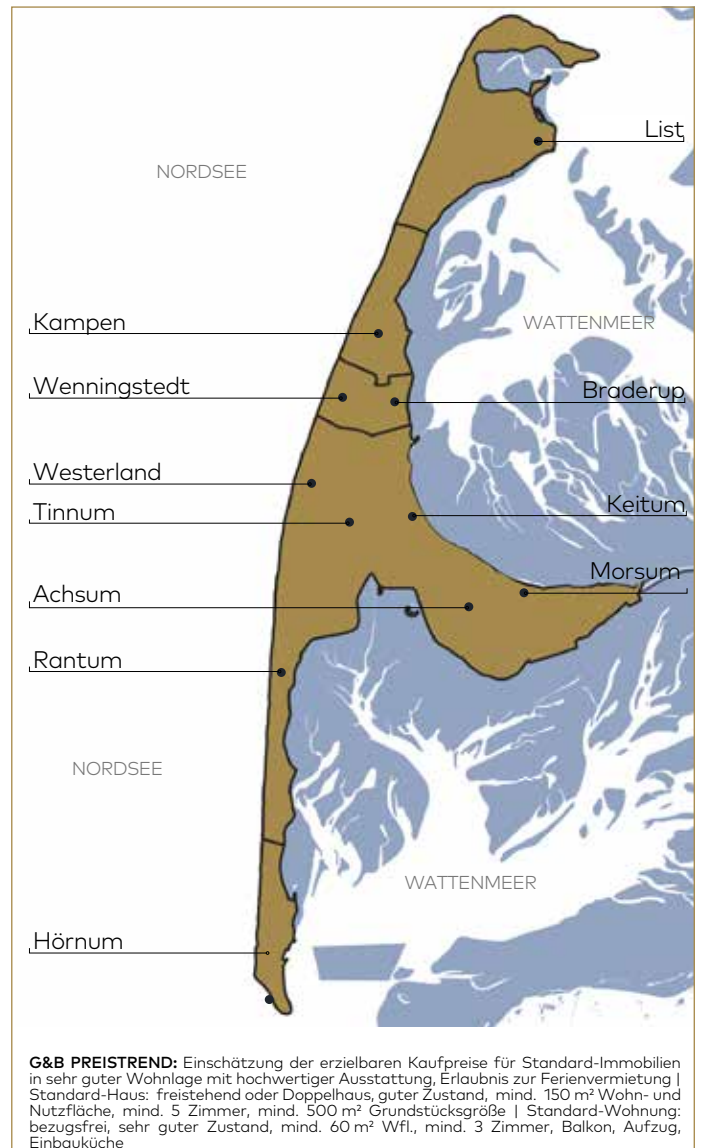 List
NORDSEE
Kampen
WATTENMEER
Wenningstedt
Braderup
Westerland
Keitum
Tinnum
Morsum
Achsum
Rantum
NORDSEE
WATTENMEER
Hörnum
G&B PREISTREND: Einschätzung der erzielbaren Kaufpreise für Standard-Immobilien
in sehr guter Wohnlage mit hochwertiger Ausstattung, Erlaubnis zur Ferienvermietung |
Standard-Haus: freistehend oder Doppelhaus, guter Zustand, mind. 150 m² Wohn- und
Nutzfläche, mind. 5 Zimmer, mind. 500 m² Grundstücksgröße | Standard-Wohnung:
bezugsfrei, sehr guter Zustand, mind. 60 m² Wfl., mind. 3 Zimmer, Balkon, Aufzug,
Einbauküche